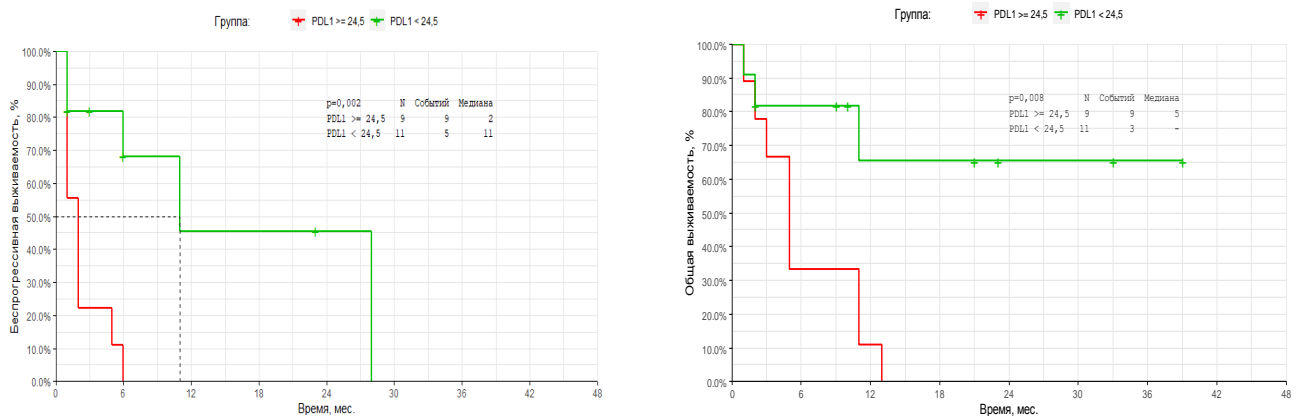 Группа: PDL1 >= 24,5 PDL1 < 24,5
Беспрогрессивная выживаемость, %
100.0%
90.0%
80.0%
70.0%
60.0%
50.0%
40.0%
30.0%
20.0%
10.0%
0.0%
p=0,002 N Событий Медиана
PDL1 >= 24,5 9 9 2
PDL1 < 24,5 11 5 11
0 6 12 18 24 30 36 42 48
Время, мес.
Группа: PDL1 >= 24,5 PDL1 < 24,5
Общая выживаемость, %
100.0%
90.0%
80.0%
70.0%
60.0%
50.0%
40.0%
30.0%
20.0%
10.0%
0.0%
p=0,008 N Событий Медиана
PDL1 >= 24,5 9 9 5
PDL1 < 24,5 11 3 -
0 6 12 18 24 30 36 42 48
Время, мес.